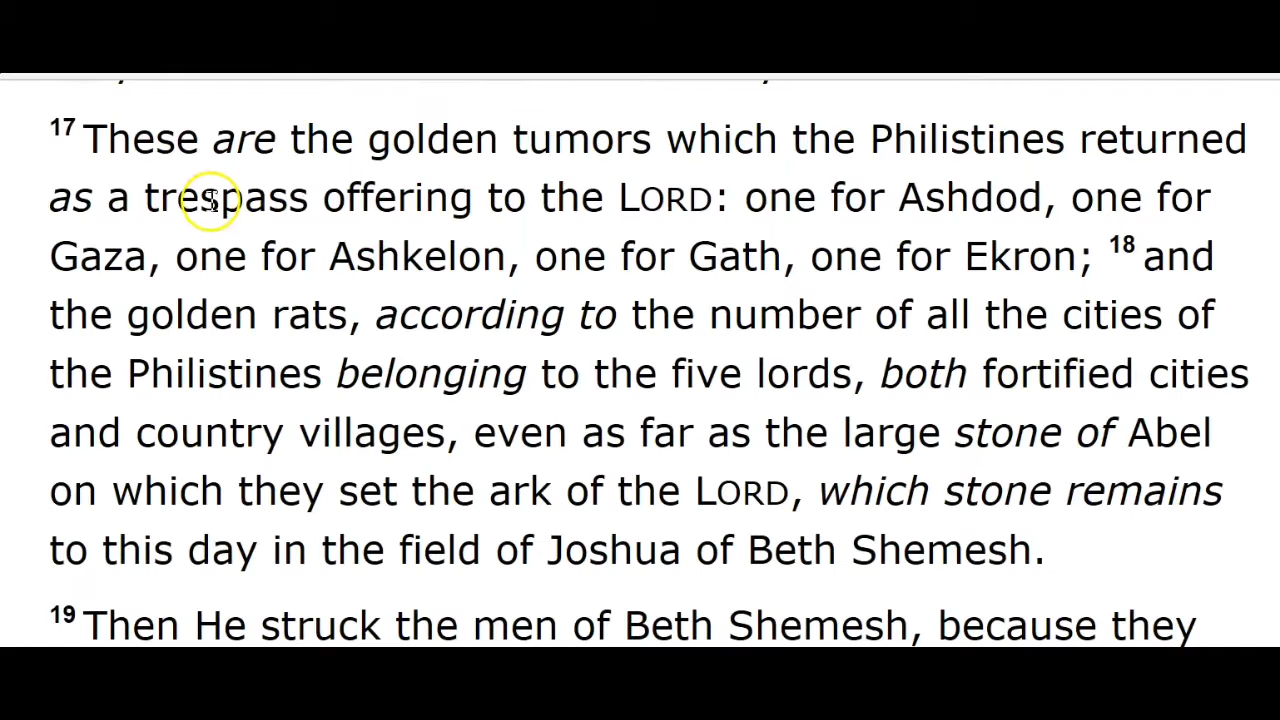 17 These are the golden tumors which the Philistines returned
as a trespass offering to the LORD: one for Ashdod, one for
Gaza, one for Ashkelon, one for Gath, one for Ekron; 18 and
the golden rats, according to the number of all the cities of
the Philistines belonging to the five lords, both fortified cities
and country villages, even as far as the large stone of Abel
on which they set the ark of the LORD, which stone remains
to this day in the field of Joshua of Beth Shemesh.
19 Then He struck the men of Beth Shemesh, because they